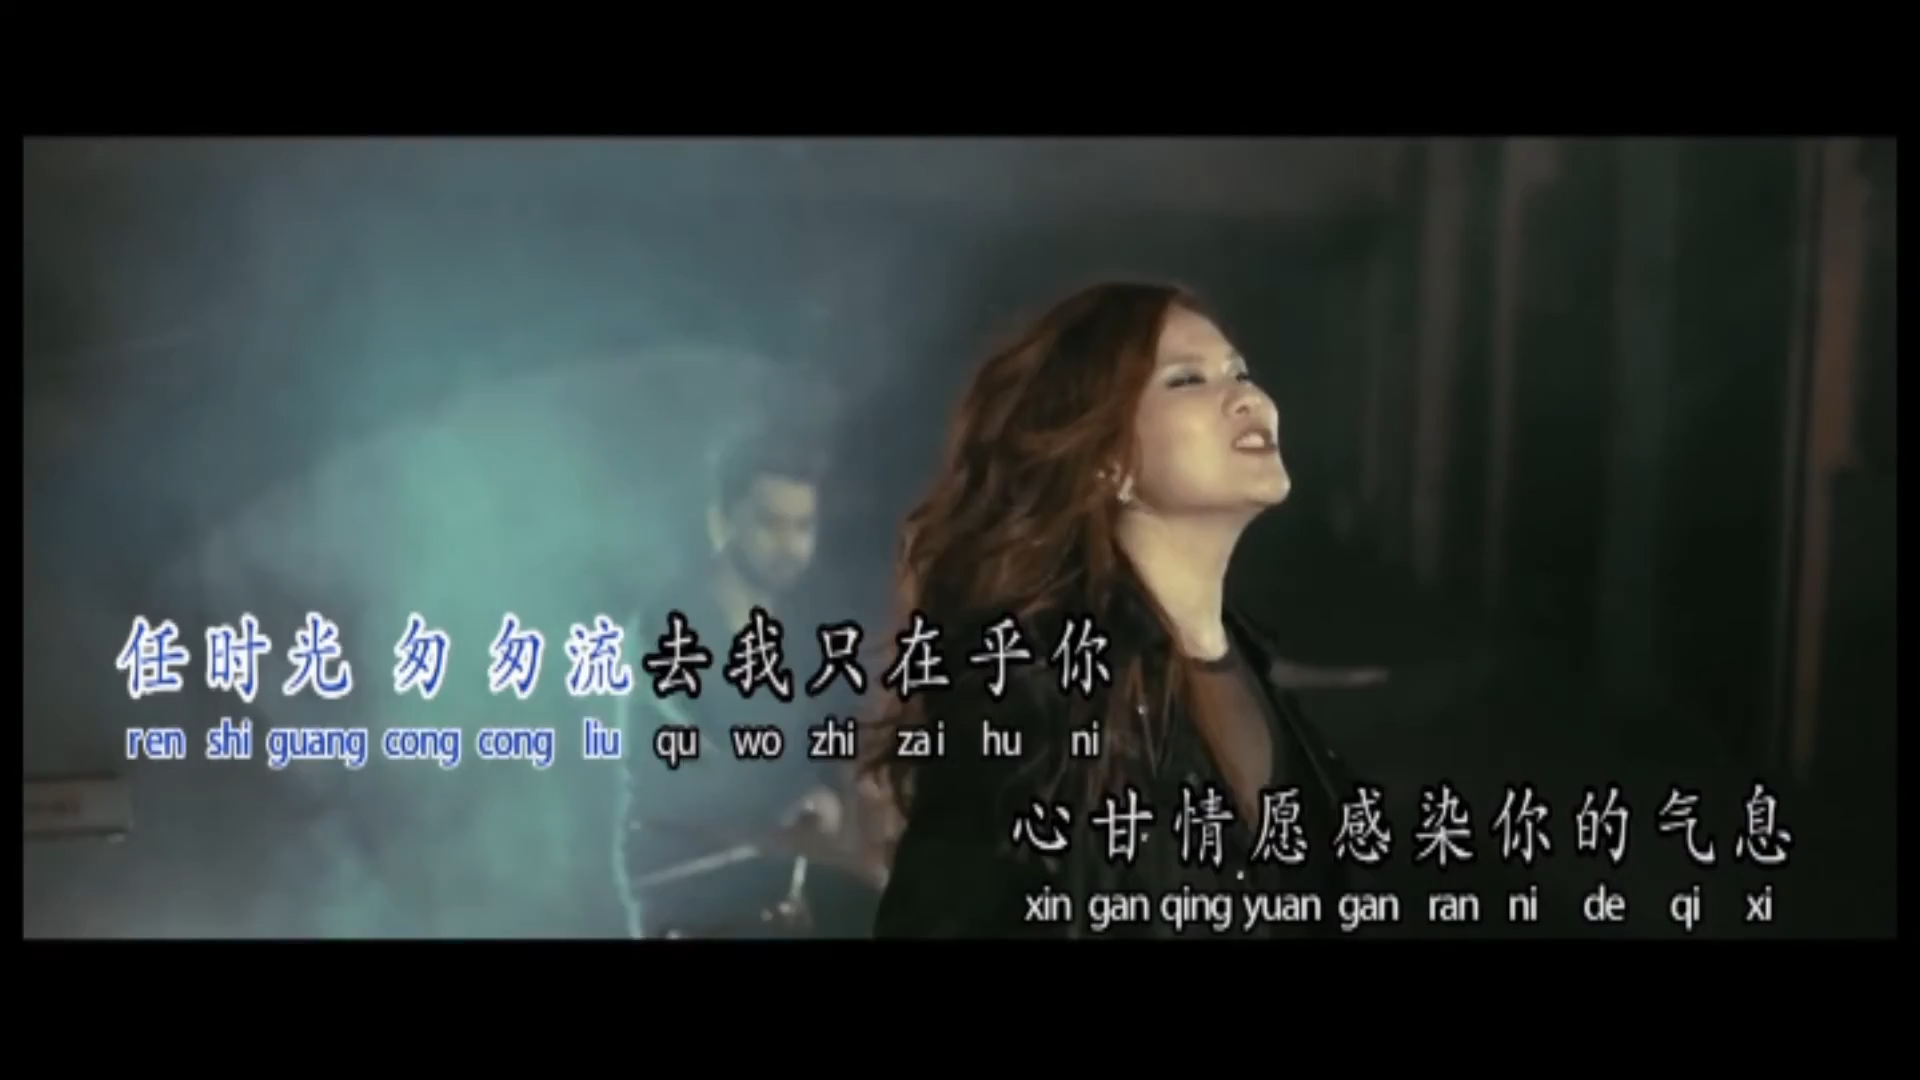 任时光 匆 匆 流去我只在乎你
ren shi guang cong cong liu qu wo zhi zai hu ni
心甘情愿感染你的气息
xin gan qing yuan gan ran ni de qi xi